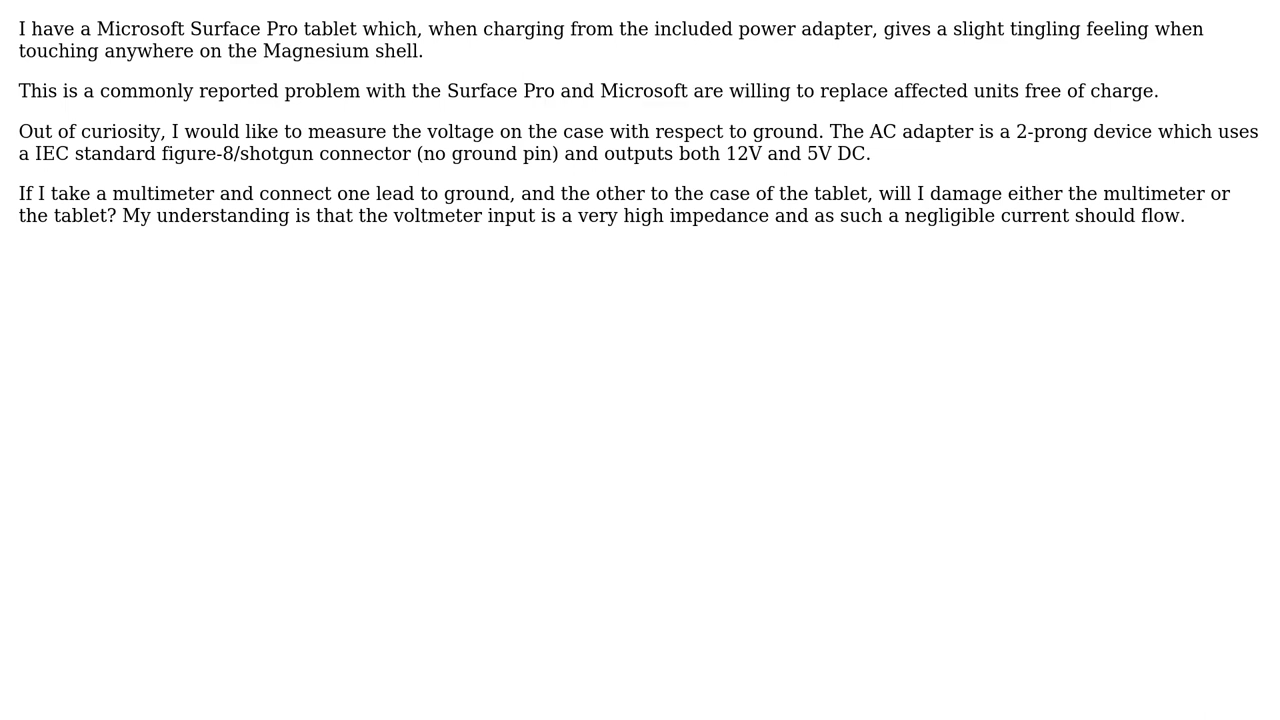 I have a Microsoft Surface Pro tablet which, when charging from the included power adapter, gives a slight tingling feeling when
touching anywhere on the Magnesium shell.
This is a commonly reported problem with the Surface Pro and Microsoft are willing to replace affected units free of charge.
Out of curiosity, I would like to measure the voltage on the case with respect to ground. The AC adapter is a 2-prong device which uses
a IEC standard figure-8/shotgun connector (no ground pin) and outputs both 12V and 5V DC.
If I take a multimeter and connect one lead to ground, and the other to the case of the tablet, will I damage either the multimeter or
the tablet? My understanding is that the voltmeter input is a very high impedance and as such a negligible current should flow.